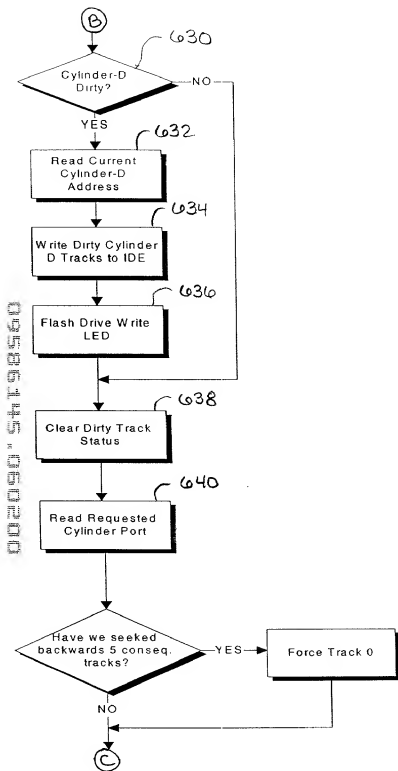 B
630
Cylinder-D
Dirty?
NO
YES
632
Read Current
Cylinder-D
Address
634
Write Dirty Cylinder
D Tracks to IDE
636
Flash Drive Write
LED
638
Clear Dirty Track
Status
640
Read Requested
Cylinder Port
Have we seeked
backwards 5 conseq.
tracks?
YES
Force Track 0
NO
C
09586145.060200